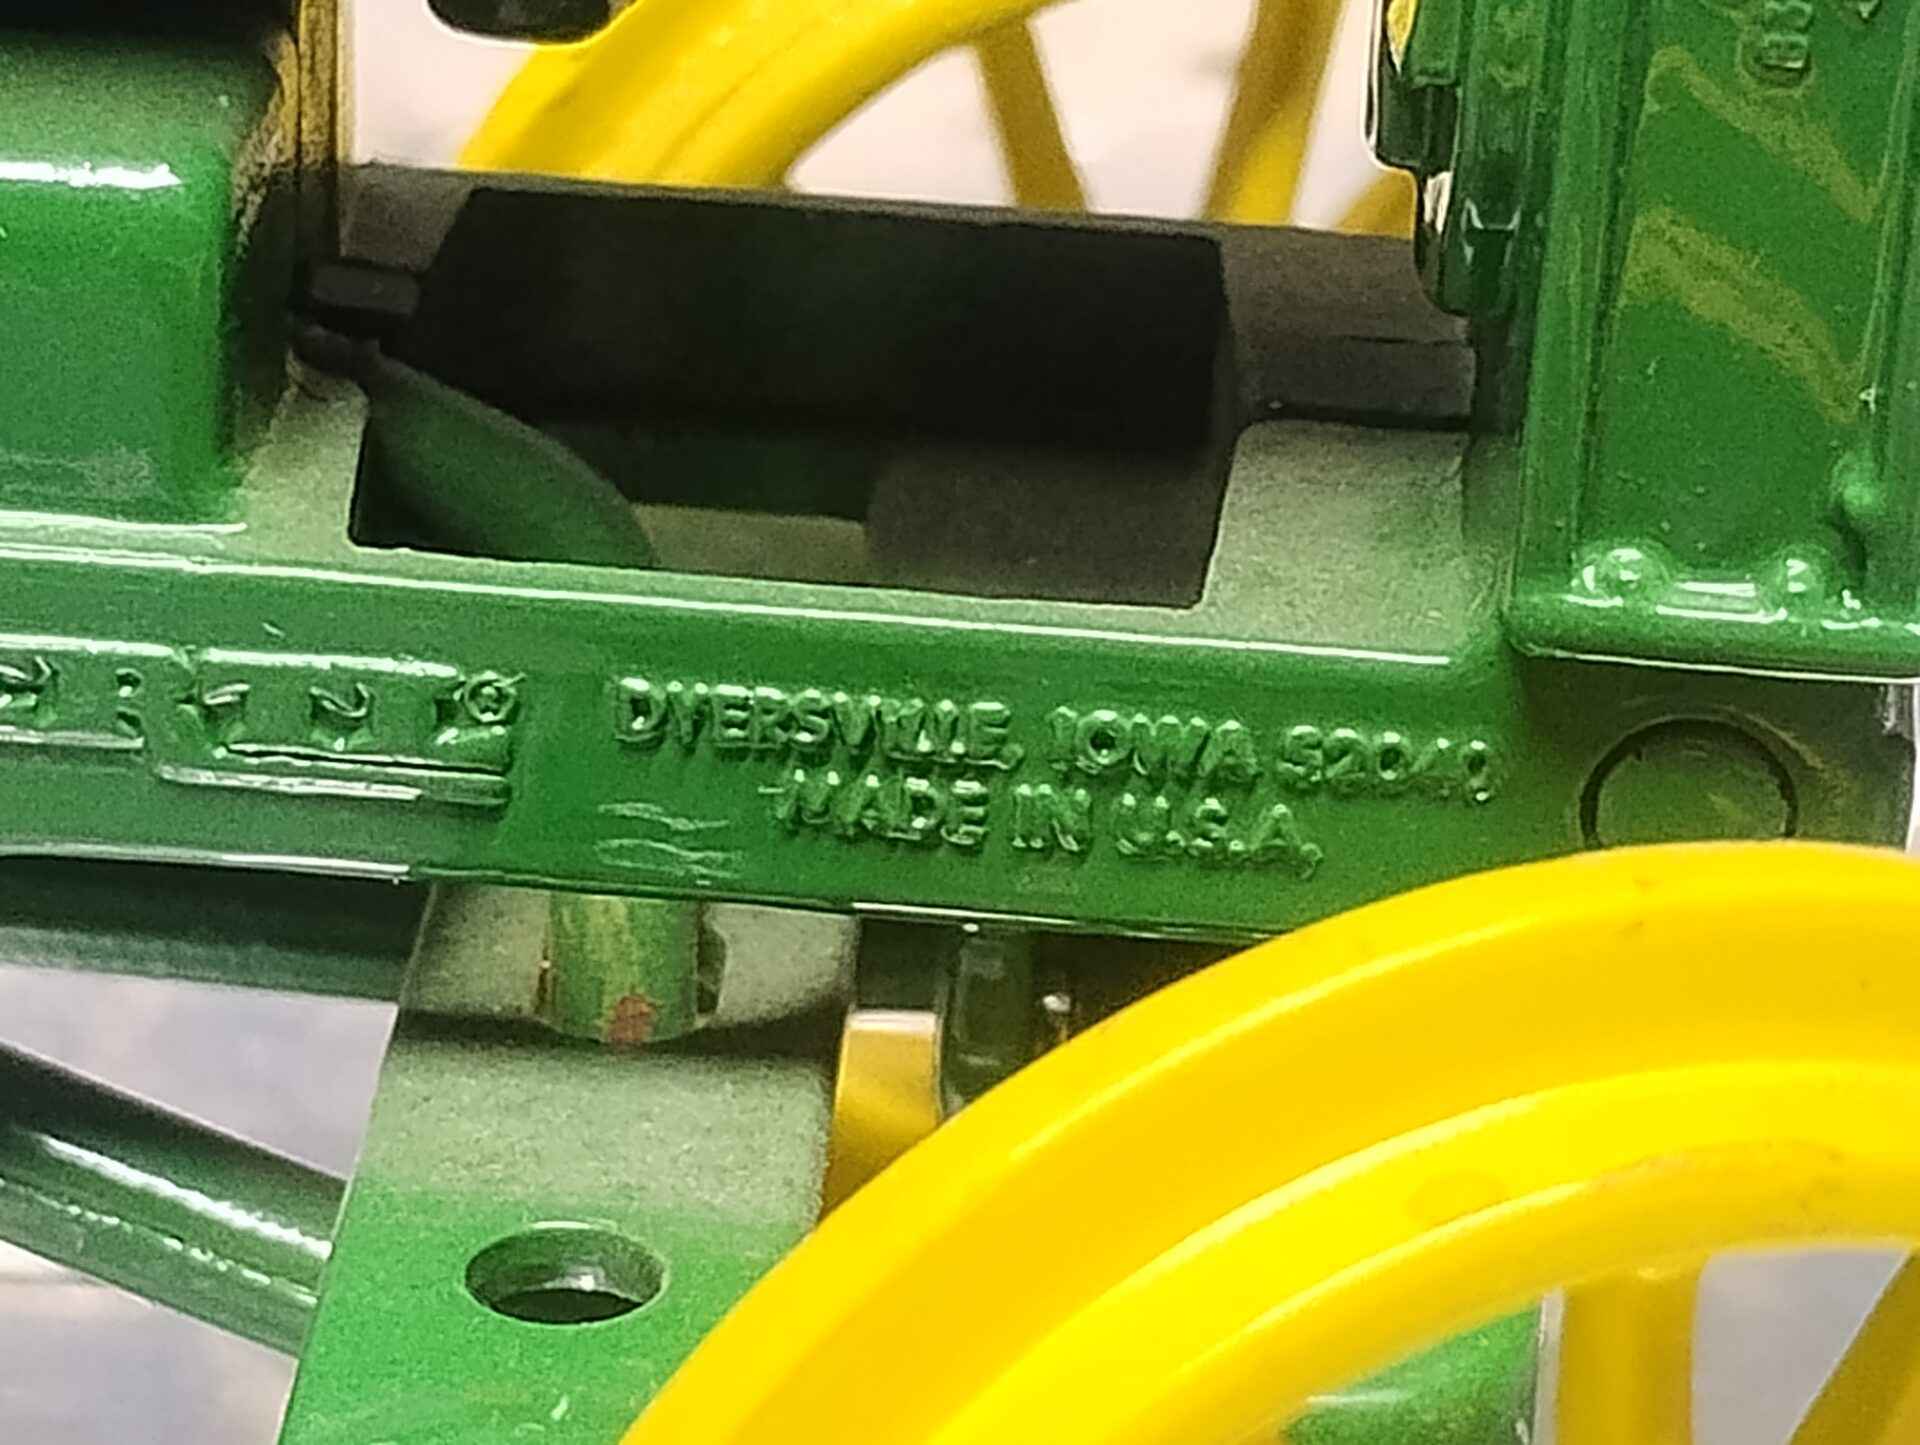 DYERSVILLE, IOWA 52040
MADE IN U.S.A.